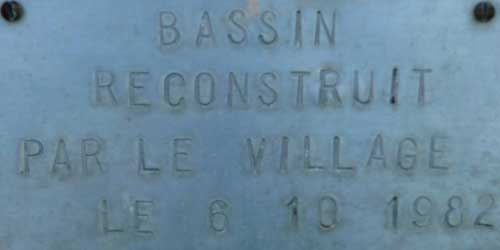 BASSIN
RECONSTRUIT
PAR LE VILLAGE
LE 6 10 1982